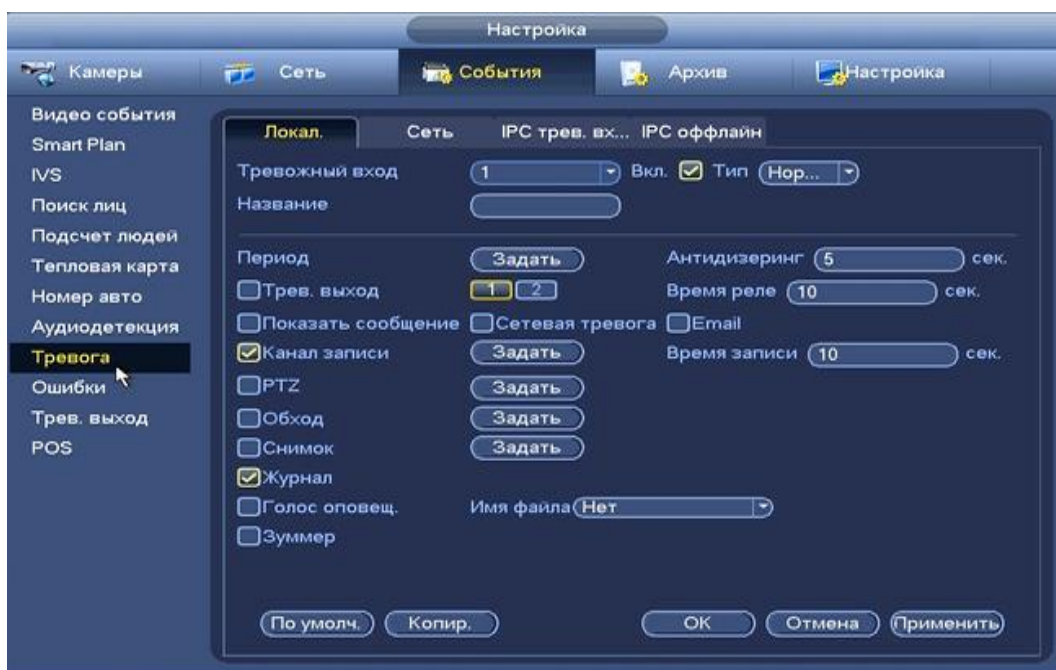 Настройка
Камеры Сеть События Архив Настройка
Видео события
Smart Plan
IVS
Поиск лиц
Подсчет людей
Тепловая карта
Номер авто
Аудиодетекция
Тревога
Ошибки
Трев. выход
POS
Локал. Сеть IPC трев. вх... IPC оффлайн
Тревожный вход 1 Вкл. Тип Нор...
Название
Период Задать Антидизеринг 5 сек.
Трев. выход 1 2 Время реле 10 сек.
Показать сообщение Сетевая тревога Email
Канал записи Задать Время записи 10 сек.
PTZ Задать
Обход Задать
Снимок Задать
Журнал
Голос оповещ. Имя файла Нет
Зуммер
По умолч. Копир. OK Отмена Применить